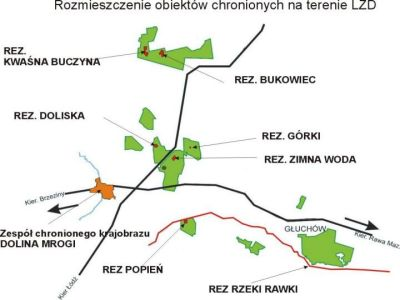 Rozmieszczenie obiektów chronionych na terenie LZD
REZ.
KWAŚNA BUCZYNA
REZ. BUKOWIEC
REZ. DOLISKA
REZ. GÓRKI
REZ. ZIMNA WODA
Kier. Brzeziny
Zespół chronionego krajobrazu
DOLINA MROGI
GŁUCHÓW
Kier. Rawa Maz.
Kier. Łódź
REZ POPIEŃ
REZ RZEKI RAWKI